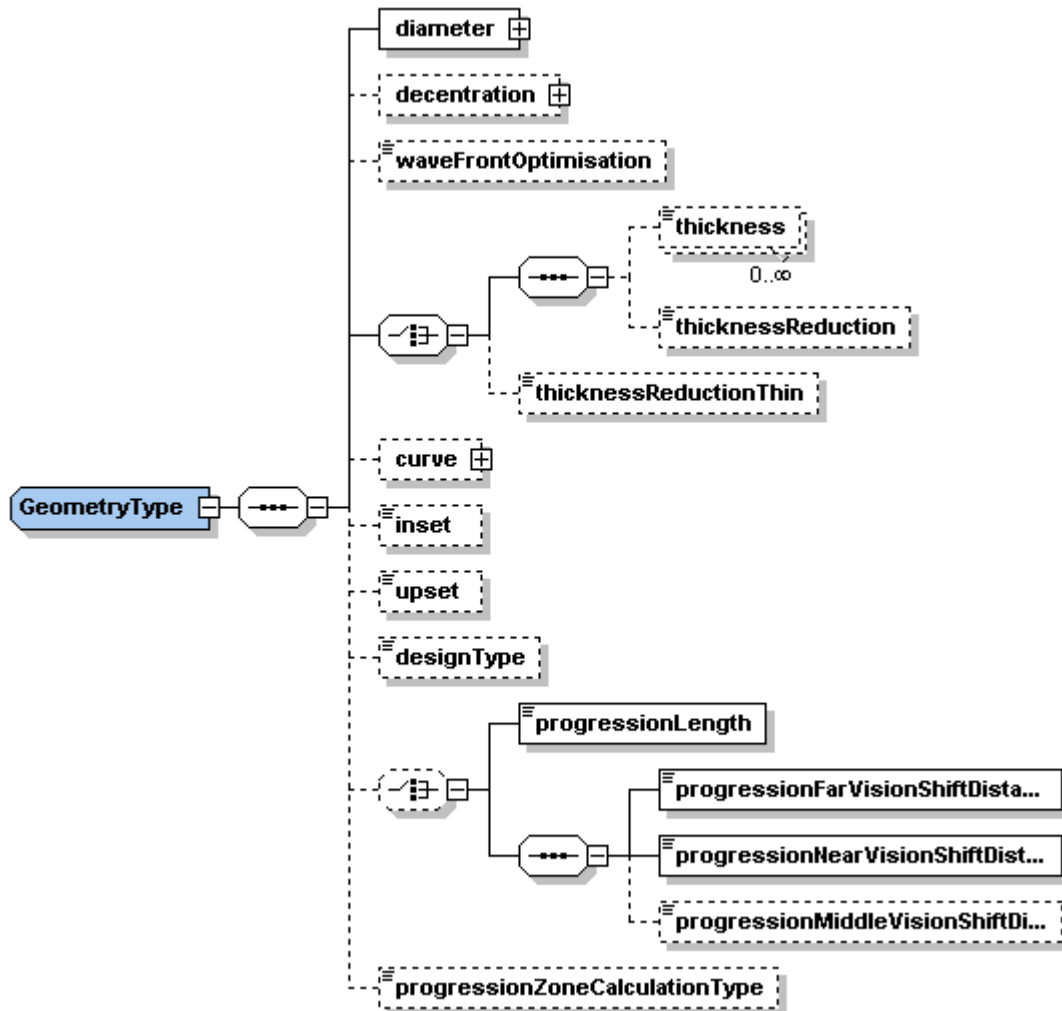 diameter
decentration
waveFrontOptimisation
thickness
0..∞
thicknessReduction
thicknessReductionThin
curve
GeometryType
inset
upset
designType
progressionLength
progressionFarVisionShiftDista...
progressionNearVisionShiftDist...
progressionMiddleVisionShiftDi...
progressionZoneCalculationType